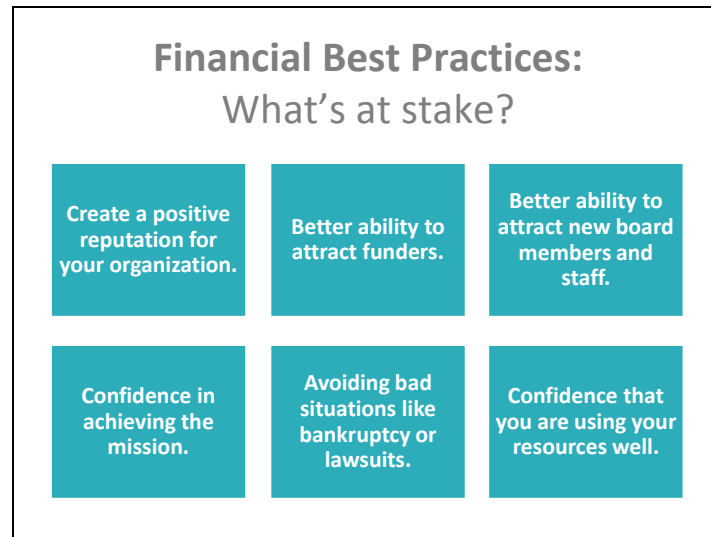 Financial Best Practices:
What’s at stake?
Create a positive
reputation for
your organization.
Better ability to
attract funders.
Better ability to
attract new board
members and
staff.
Confidence in
achieving the
mission.
Avoiding bad
situations like
bankruptcy or
lawsuits.
Confidence that
you are using your
resources well.